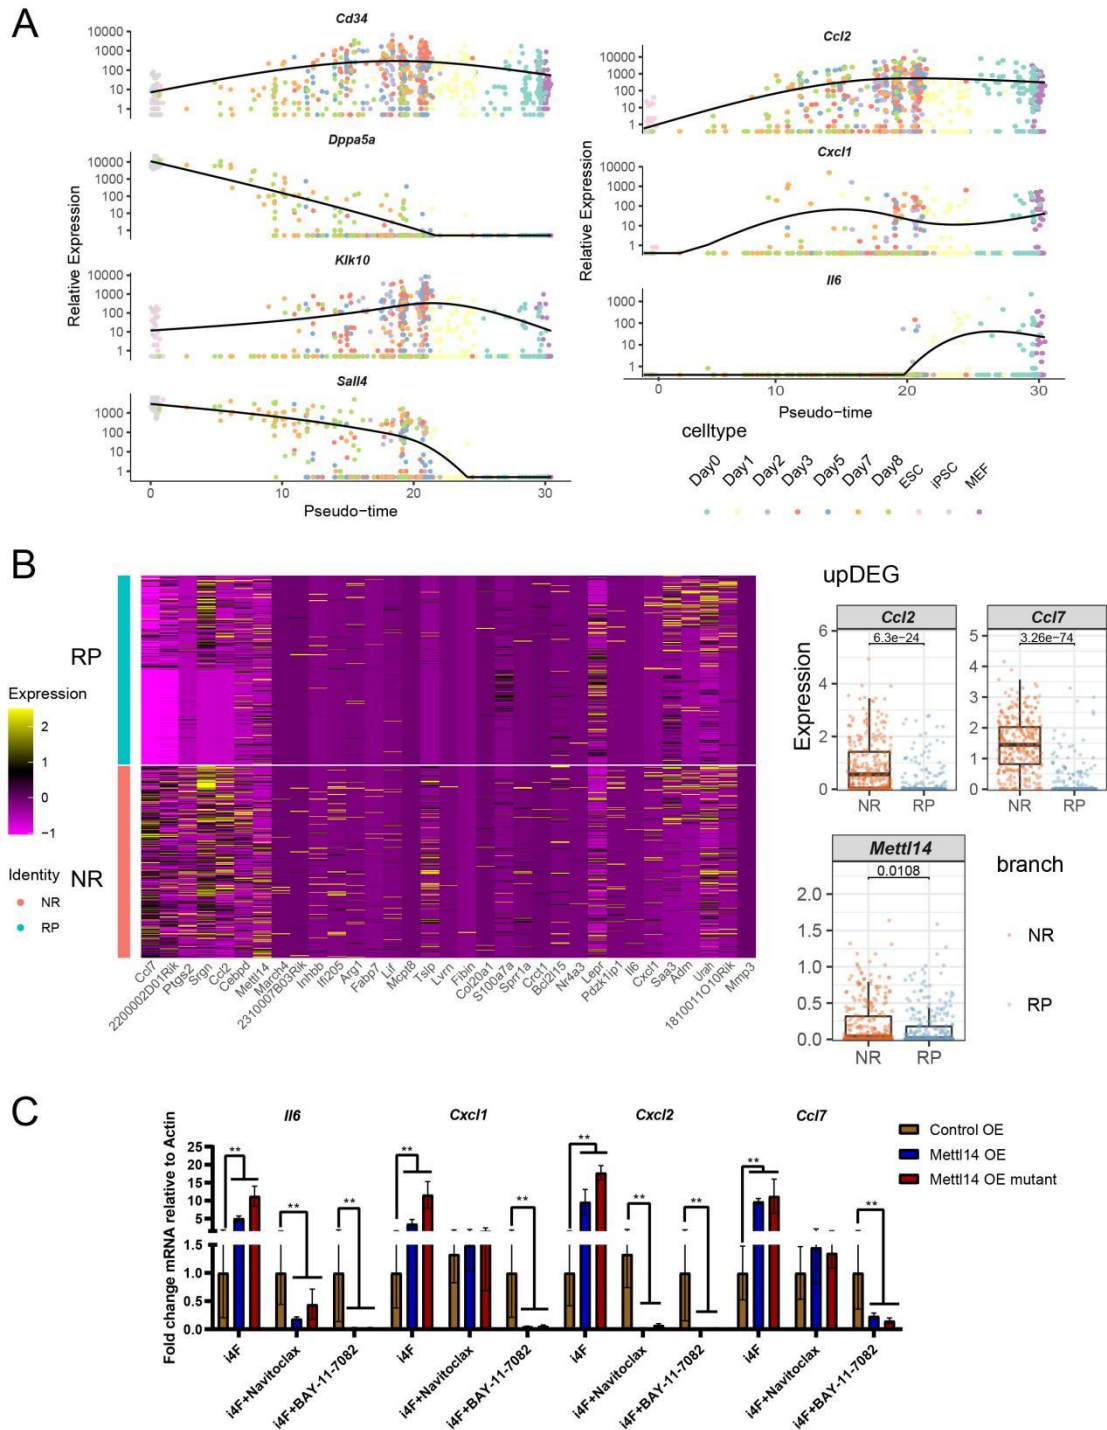 A
Cd34
10000
1000
100
10
1
Dppa5a
10000
1000
100
10
1
Klk10
10000
1000
100
10
1
Sall4
10000
1000
100
10
1
0
10
20
30
Pseudo-time
Relative Expression
Ccl2
10000
1000
100
10
1
Cxcl1
10000
1000
100
10
1
Il6
1000
100
10
1
0
10
20
30
Pseudo-time
Relative Expression
celltype
Day0
Day1
Day2
Day3
Day5
Day7
Day8
ESC
iPSC
MEF
B
RP
NR
Expression
2
1
0
−1
Identity
NR
RP
Ccl7
2200002D01Rik
Ptgs2
Srgn
Ccl2
Cebpd
Mettl14
March4
2310007B03Rik
Inhbb
Ifi205
Arg1
Fabp7
Lif
Mcpt8
Tslp
Lvrn
Fibin
Col20a1
S100a7a
Sprr1a
Crct1
Bcl2l15
Nr4a3
Lepr
Pdzk1ip1
Il6
Cxcl1
Saa3
Adm
Urah
1810011O10Rik
Mmp3
upDEG
Ccl2
6.3e−24
6
4
2
0
NR
RP
Expression
Ccl7
3.26e−74
5
4
3
2
1
0
NR
RP
Mettl14
0.0108
2.0
1.5
1.0
0.5
0.0
NR
RP
branch
NR
RP
C
Il6
Cxcl1
Cxcl2
Ccl7
Control OE
Mettl14 OE
Mettl14 OE mutant
Fold change mRNA relative to Actin
25
20
15
10
5
1.5
1.0
0.5
0.0
**
**
**
**
**
**
**
**
**
**
i4F
i4F+Navitoclax
i4F+BAY-11-7082
i4F
i4F+Navitoclax
i4F+BAY-11-7082
i4F
i4F+Navitoclax
i4F+BAY-11-7082
i4F
i4F+Navitoclax
i4F+BAY-11-7082